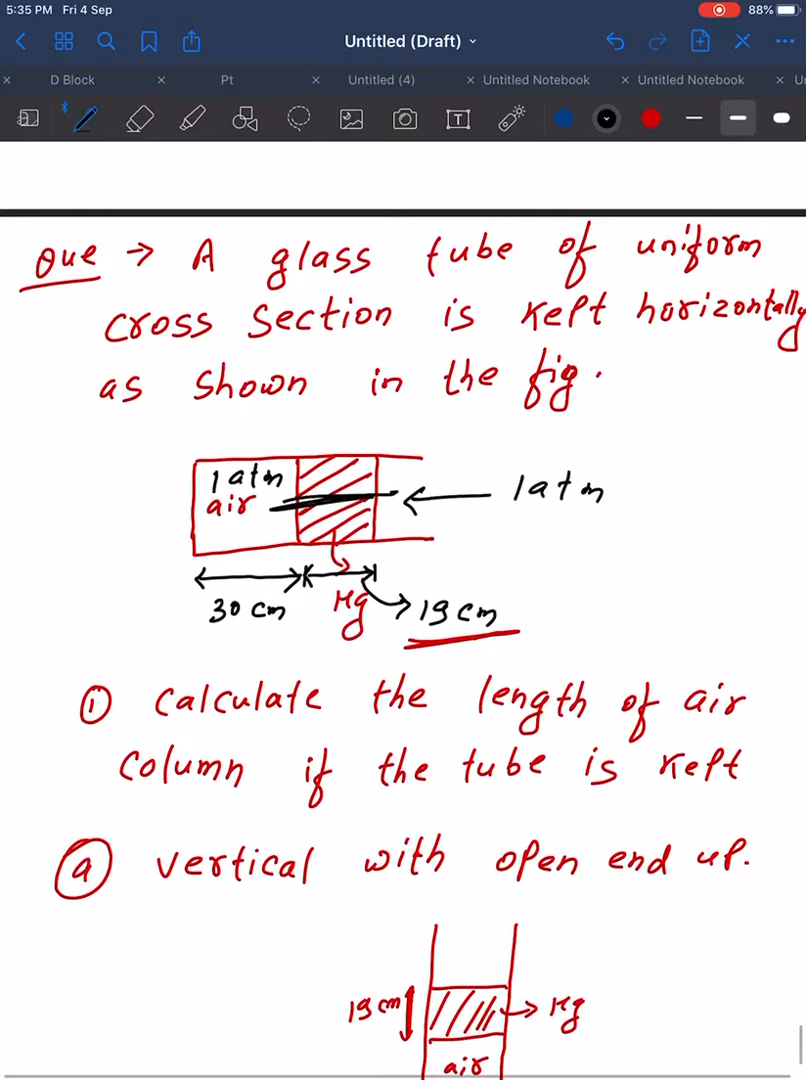 5:35 PM Fri 4 Sep
88%
Untitled (Draft)
D Block
Pt
Untitled (4)
Untitled Notebook
Untitled Notebook
Que → A glass tube of uniform
cross section is kept horizontally
as shown in the fig.
1 atm
air
1 atm
30 cm
Hg
19 cm
① Calculate the length of air
column if the tube is kept
ⓐ vertical with open end up.
19 cm
Hg
air